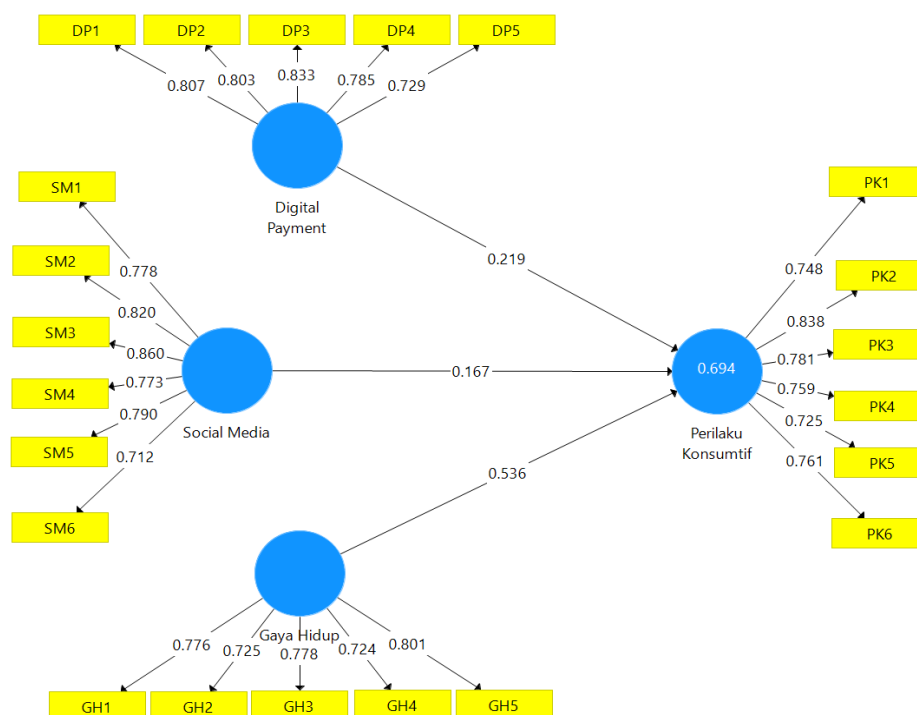 DP1 DP2 DP3 DP4 DP5
0.807 0.803 0.833 0.785 0.729
Digital
Payment
SM1
SM2
SM3
SM4
SM5
SM6
0.778
0.820
0.860
0.773
0.790
0.712
Social Media
0.219
0.167
0.536
0.694
Perilaku
Konsumtif
PK1
PK2
PK3
PK4
PK5
PK6
0.748
0.838
0.781
0.759
0.725
0.761
Gaya Hidup
0.776 0.725 0.778 0.724 0.801
GH1 GH2 GH3 GH4 GH5